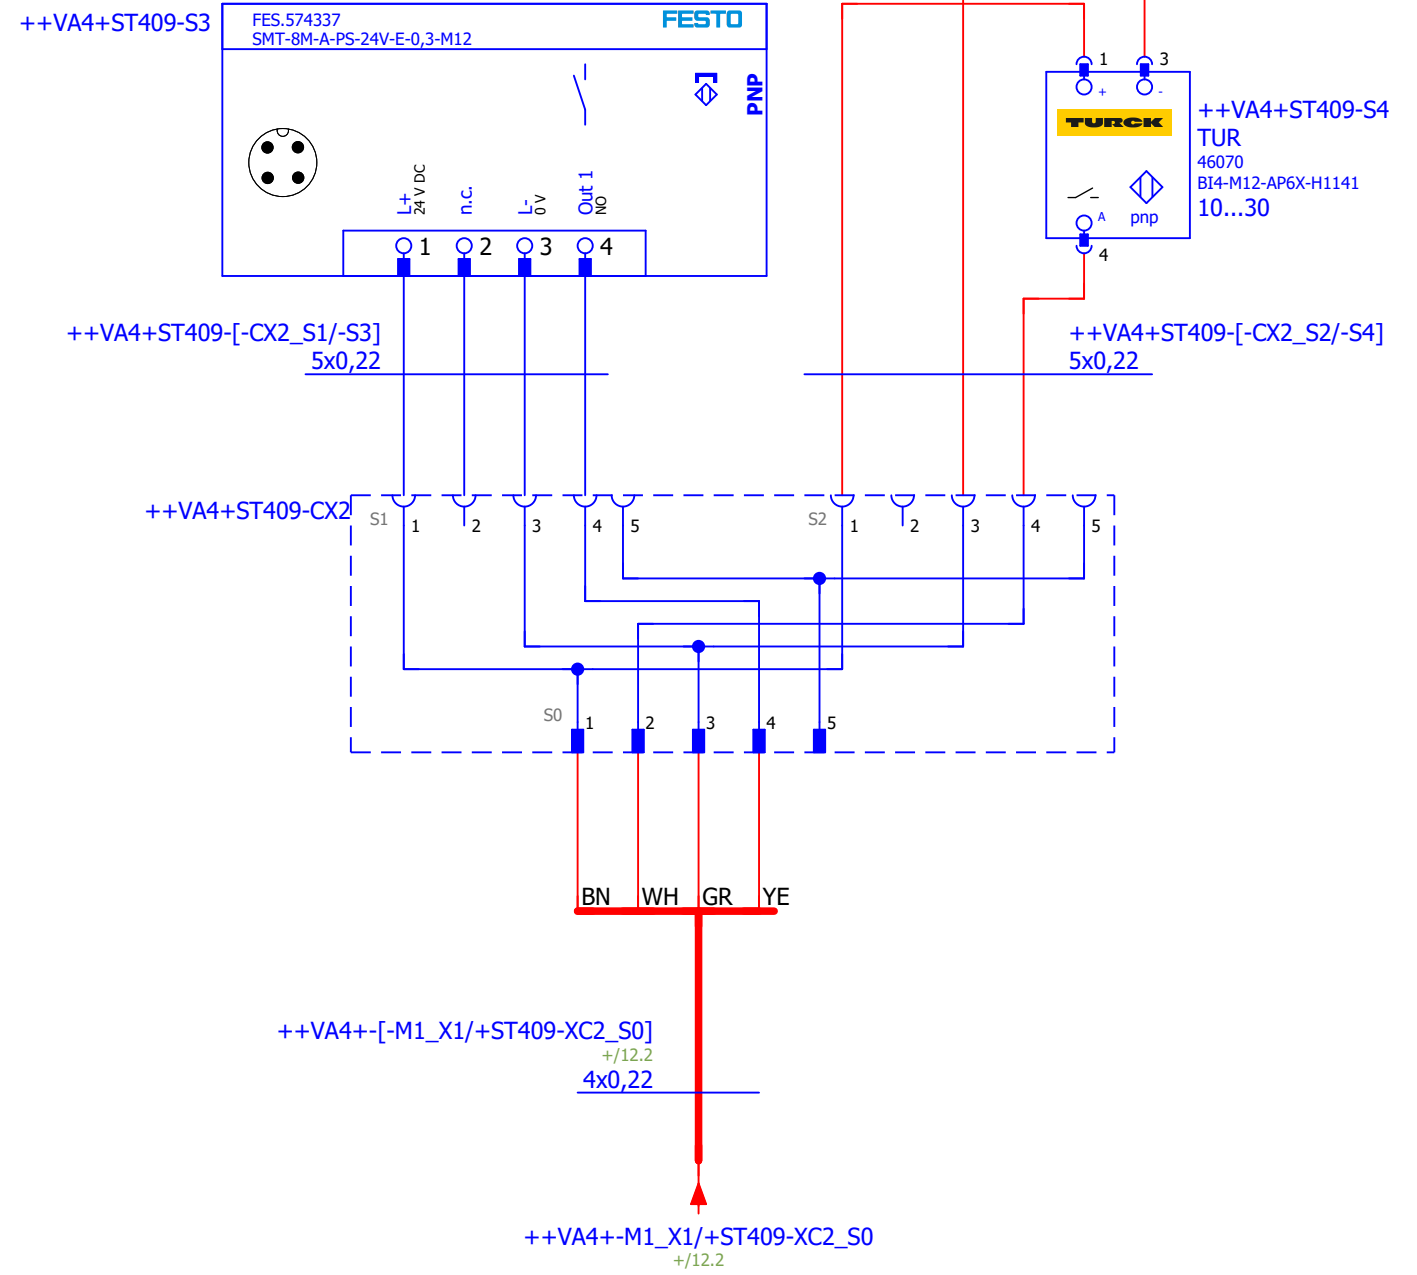 ++VA4+ST409-S3
FES.574337
SMT-8M-A-PS-24V-E-0,3-M12
FESTO
PNP
L+
24 V DC
n.c.
L-
0 V
Out 1
NO
1 2 3 4
1 3
+ -
TURCK
A
pnp
4
++VA4+ST409-S4
TUR
46070
BI4-M12-AP6X-H1141
10...30
++VA4+ST409-[-CX2_S1/-S3]
5x0,22
++VA4+ST409-[-CX2_S2/-S4]
5x0,22
++VA4+ST409-CX2
S1 1 2 3 4 5 S2 1 2 3 4 5
S0 1 2 3 4 5
BN WH GR YE
++VA4+-[-M1_X1/+ST409-XC2_S0]
+/12.2
4x0,22
++VA4+-M1_X1/+ST409-XC2_S0
+/12.2